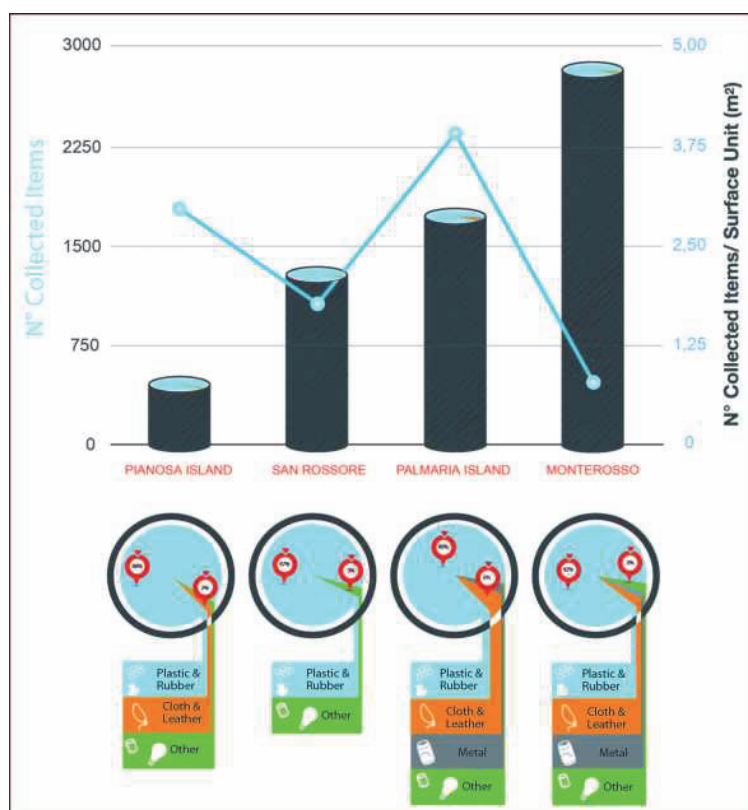 N° Collected Items
3000
2250
1500
750
0
5,00
3,75
2,50
1,25
0
N° Collected Items/ Surface Unit (m²)
PIANOSA ISLAND
SAN ROSSORE
PALMARIA ISLAND
MONTEROSSO
Plastic &
Rubber
Cloth &
Leather
Other
Plastic &
Rubber
Other
Plastic &
Rubber
Cloth &
Leather
Metal
Other
Plastic &
Rubber
Cloth &
Leather
Metal
Other